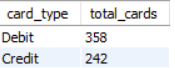 card_type total_cards
Debit 358
Credit 242